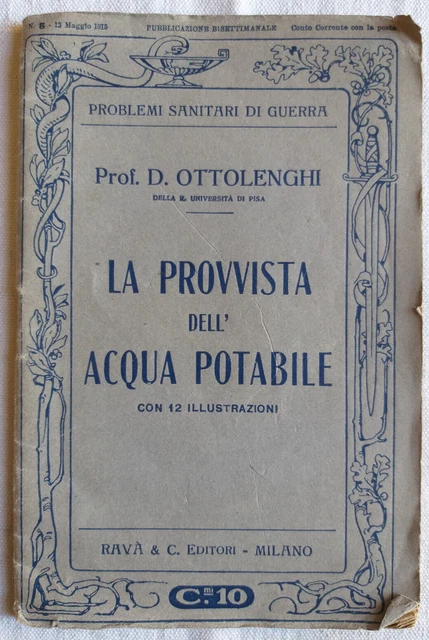 N. 5 - 13 Maggio 1915 PUBBLICAZIONE BISETTIMANALE Conto Corrente con la posta
PROBLEMI SANITARI DI GUERRA
Prof. D. OTTOLENGHI
DELLA R. UNIVERSITÀ DI PISA
LA PROVVISTA
DELL'
ACQUA POTABILE
CON 12 ILLUSTRAZIONI
RAVÀ & C. EDITORI - MILANO
C.mi 10